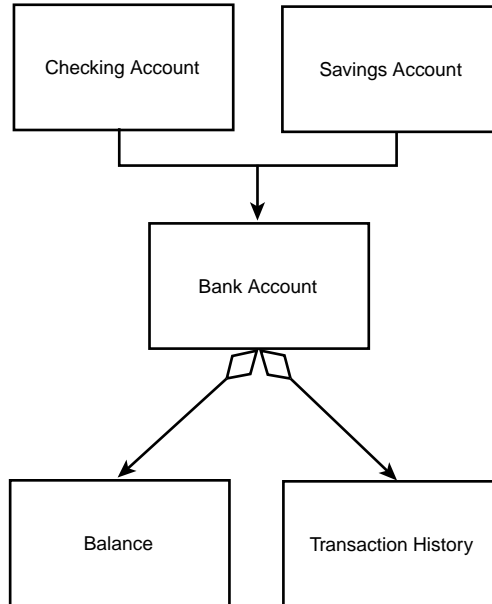 Checking Account
Savings Account
Bank Account
Balance
Transaction History